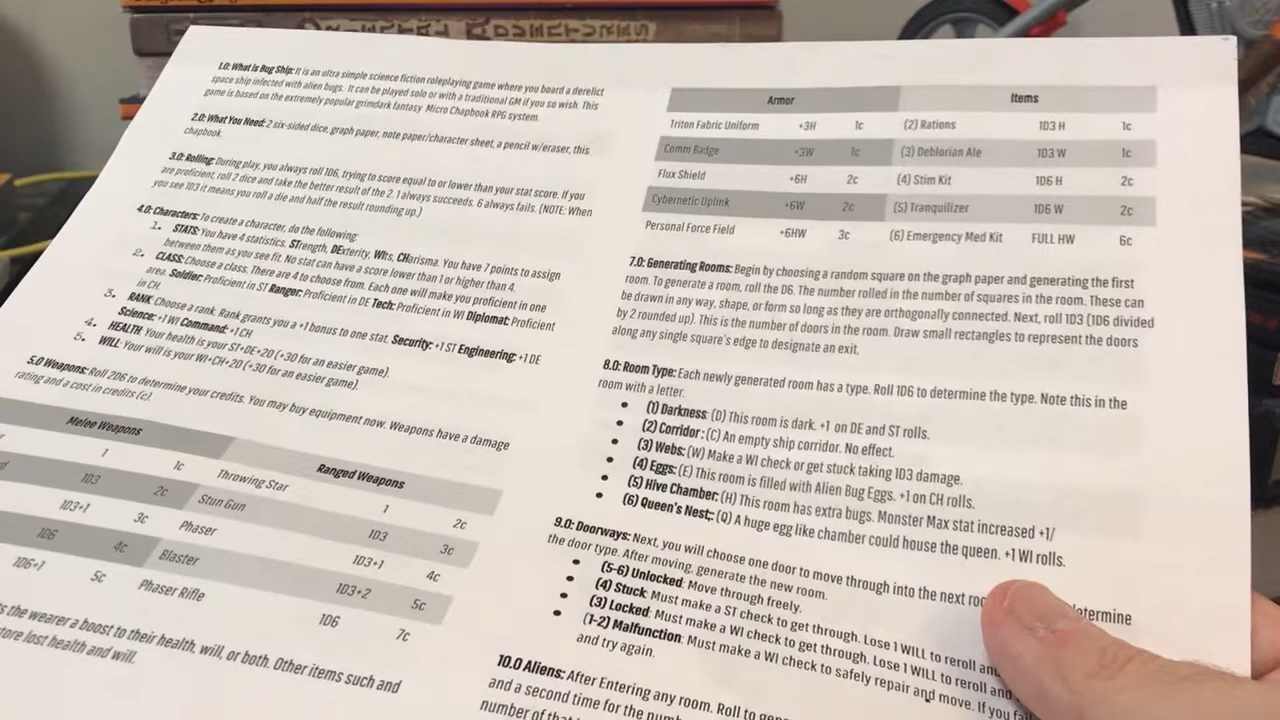 1.0: What Is Bug Ship: It is an ultra simple science fiction roleplaying game where you board a derelict
space ship infected with alien bugs. It can be played solo or with a traditional GM if you so wish. This
game is based on the extremely popular grimdark fantasy Micro Chapbook RPG system.
2.0: What You Need: 2 six-sided dice, graph paper, note paper/character sheet, a pencil w/eraser, this
chapbook.
3.0: Rolling: During play, you always roll 1D6, trying to score equal to or lower than your stat score. If you
are proficient, roll 2 dice and take the better result of the 2. 1 always succeeds. 6 always fails. (NOTE: When
you see 1D3 it means you roll a die and half the result rounding up.)
4.0: Characters: To create a character, do the following:
1. STATS: You have 4 statistics. STrength, DExterity, WIts, CHarisma. You have 7 points to assign
between them as you see fit. No stat can have a score lower than 1 or higher than 4.
2. CLASS: Choose a class. There are 4 to choose from. Each one will make you proficient in one
area. Soldier: Proficient in ST Ranger: Proficient in DE Tech: Proficient in WI Diplomat: Proficient
in CH.
3. RANK: Choose a rank. Rank grants you a +1 bonus to one stat. Security: +1 ST Engineering: +1 DE
Science: +1 WI Command: +1 CH
4. HEALTH: Your health is your ST+DE+20 (+30 for an easier game).
5. WILL: Your will is your WI+CH+20 (+30 for an easier game).
5.0 Weapons: Roll 2D6 to determine your credits. You may buy equipment now. Weapons have a damage
rating and a cost in credits (c).
Melee Weapons Ranged Weapons
1 1c Throwing Star 1 2c
1D3 2c Stun Gun 1D3 3c
1D3+1 3c Phaser 1D3+1 4c
1D6 4c Blaster 1D3+2 5c
1D6+1 5c Phaser Rifle 1D6 7c
the wearer a boost to their health, will, or both. Other items such and
lost health and will.
Armor Items
Triton Fabric Uniform +3H 1c (2) Rations 1D3 H 1c
Comm Badge +3W 1c (3) Deblorian Ale 1D3 W 1c
Flux Shield +6H 2c (4) Stim Kit 1D6 H 2c
Cybernetic Uplink +6W 2c (5) Tranquilizer 1D6 W 2c
Personal Force Field +6HW 3c (6) Emergency Med Kit FULL HW 6c
7.0: Generating Rooms: Begin by choosing a random square on the graph paper and generating the first
room. To generate a room, roll the D6. The number rolled in the number of squares in the room. These can
be drawn in any way, shape, or form so long as they are orthogonally connected. Next, roll 1D3 (1D6 divided
by 2 rounded up). This is the number of doors in the room. Draw small rectangles to represent the doors
along any single square's edge to designate an exit.
8.0: Room Type: Each newly generated room has a type. Roll 1D6 to determine the type. Note this in the
room with a letter.
• (1) Darkness: (D) This room is dark. +1 on DE and ST rolls.
• (2) Corridor: (C) An empty ship corridor. No effect.
• (3) Webs: (W) Make a WI check or get stuck taking 1D3 damage.
• (4) Eggs: (E) This room is filled with Alien Bug Eggs. +1 on CH rolls.
• (5) Hive Chamber: (H) This room has extra bugs. Monster Max stat increased +1/
• (6) Queen's Nest;: (Q) A huge egg like chamber could house the queen. +1 WI rolls.
9.0: Doorways: Next, you will choose one door to move through into the next determine
the door type. After moving, generate the new room.
• (5-6) Unlocked: Move through freely.
• (4) Stuck: Must make a ST check to get through. Lose 1 WILL to reroll
• (3) Locked: Must make a WI check to get through. Lose 1 WILL to reroll and
• (1-2) Malfunction: Must make a WI check to safely repair and move. If you
and try again.
10.0 Aliens: After Entering any room. Roll to
and a second time for the
number of